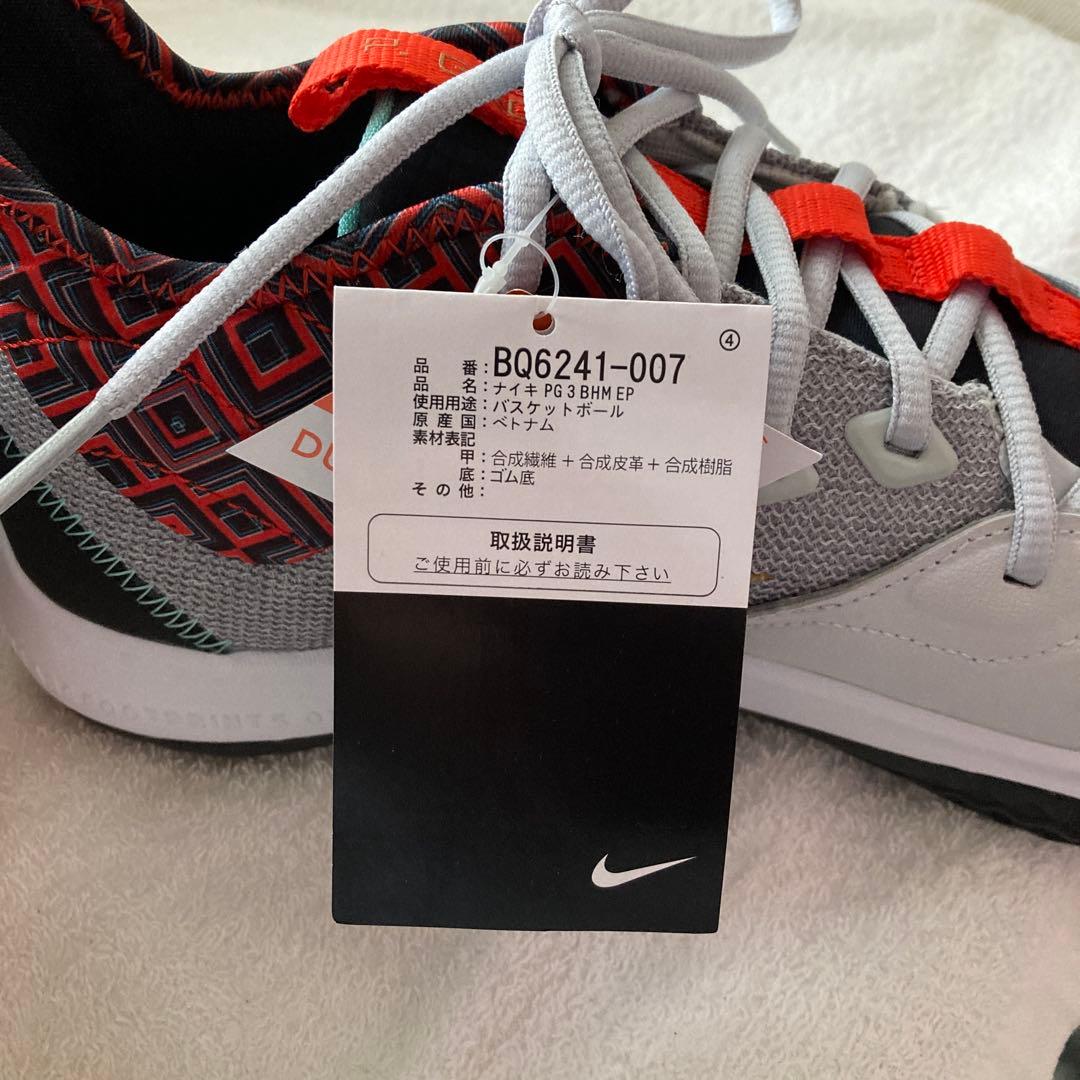 ④
品番:BQ6241-007
品名:ナイキ PG 3 BHM EP
使用用途:バスケットボール
原産国:ベトナム
素材表記
甲:合成繊維+合成皮革+合成樹脂
底:ゴム底
その他:
取扱説明書
ご使用前に必ずお読み下さい